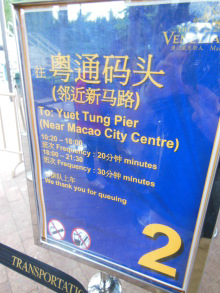 VENE
往 粤通码头
(邻近新马路)
To: Yuet Tung Pier
(Near Macao City Centre)
10:20 - 18:00
班次 Frequency : 20分钟 minutes
18:00 - 21:30
班次 Frequency : 30分钟 minutes
We thank you for queuing
2
TRANSPORTATI